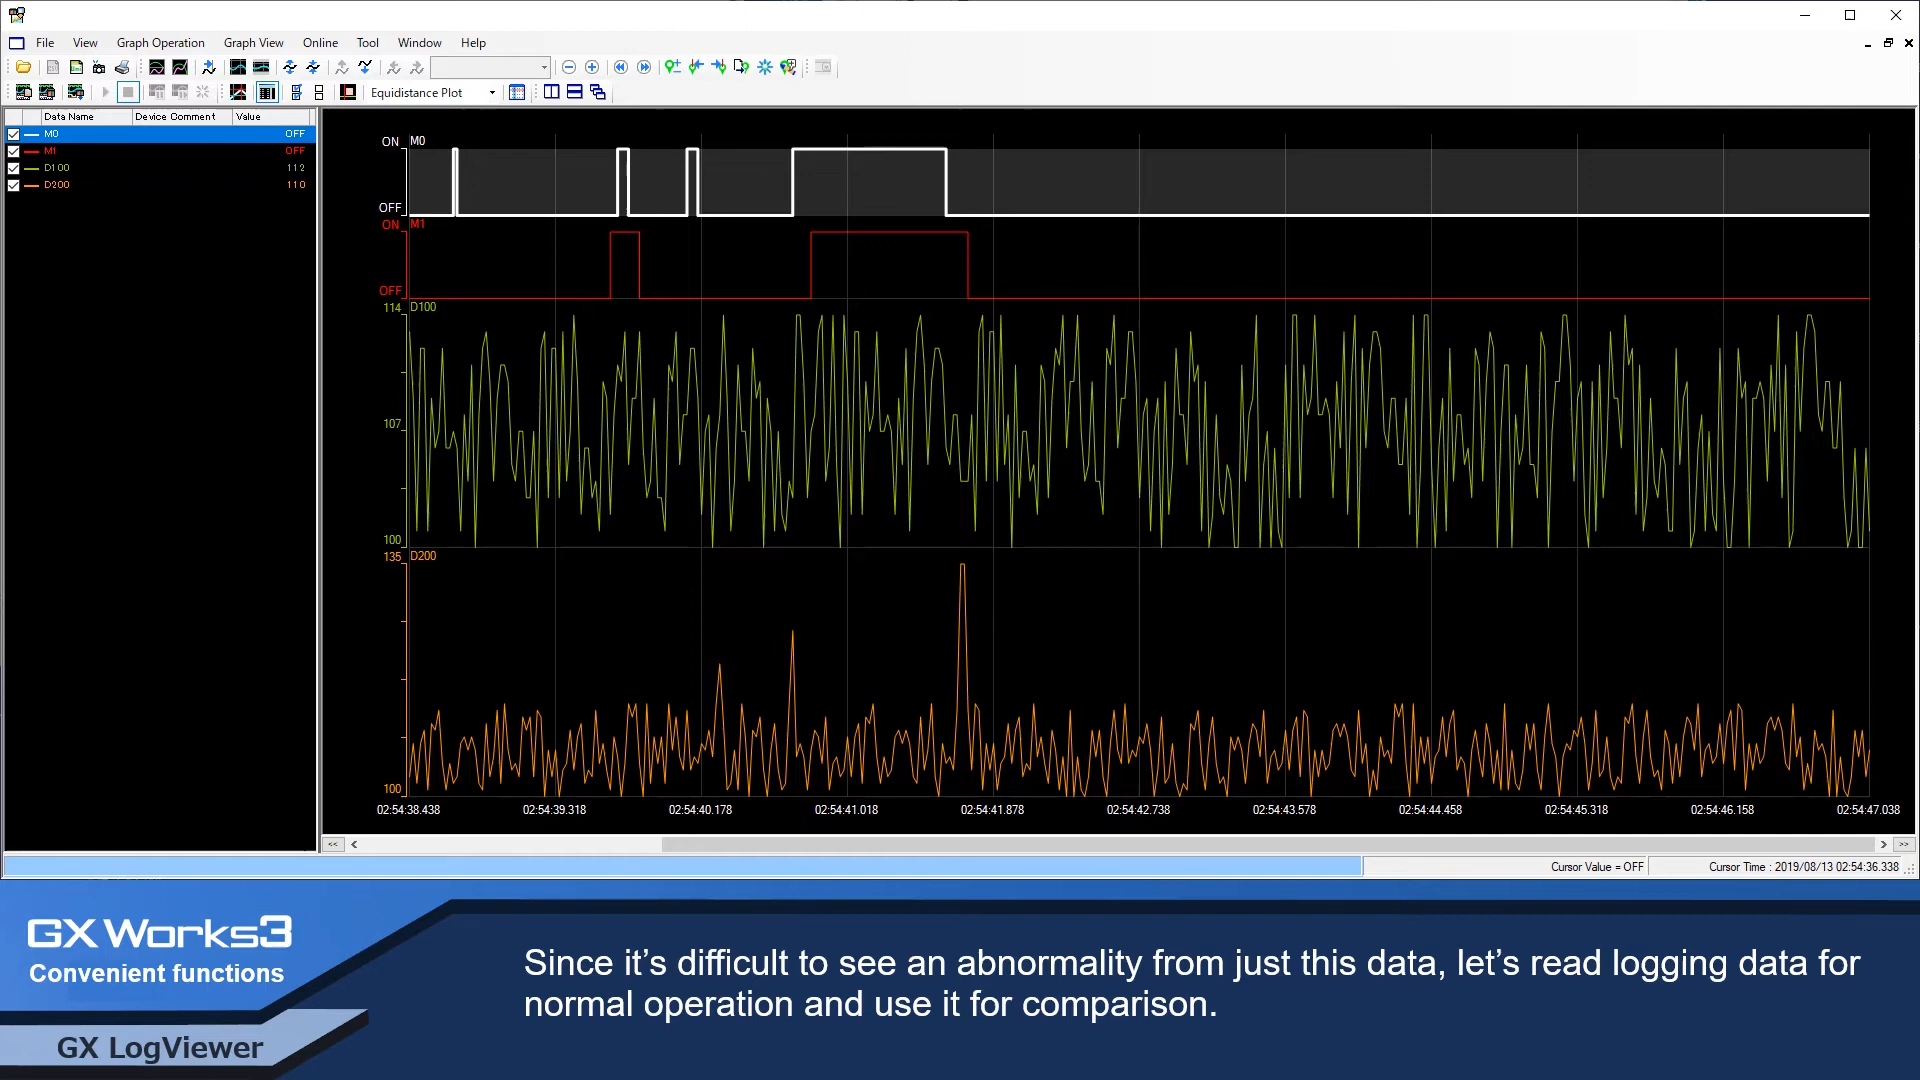 File View Graph Operation Graph View Online Tool Window Help
Equidistance Plot
Data Name Device Comment Value
M0 OFF
M1 OFF
D100 112
D200 110
ON M0
OFF
ON M1
OFF
114 D100
107
100
135 D200
100
02:54:38.438 02:54:39.318 02:54:40.178 02:54:41.018 02:54:41.878 02:54:42.738 02:54:43.578 02:54:44.458 02:54:45.318 02:54:46.158 02:54:47.038
<< >>
Cursor Value = OFF Cursor Time : 2019/08/13 02:54:36.338
GX Works3
Convenient functions
GX LogViewer
Since it's difficult to see an abnormality from just this data, let's read logging data for
normal operation and use it for comparison.